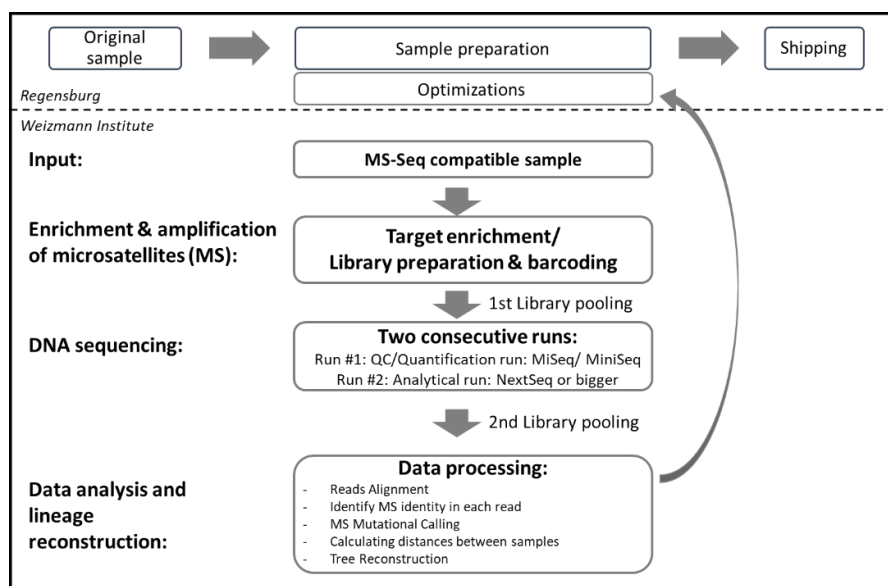 Original
sample
Sample preparation
Shipping
Optimizations
Regensburg
Weizmann Institute
Input:
MS-Seq compatible sample
Enrichment & amplification
of microsatellites (MS):
Target enrichment/
Library preparation & barcoding
1st Library pooling
DNA sequencing:
Two consecutive runs:
Run #1: QC/Quantification run: MiSeq/ MiniSeq
Run #2: Analytical run: NextSeq or bigger
2nd Library pooling
Data analysis and
lineage
reconstruction:
Data processing:
- Reads Alignment
- Identify MS identity in each read
- MS Mutational Calling
- Calculating distances between samples
- Tree Reconstruction